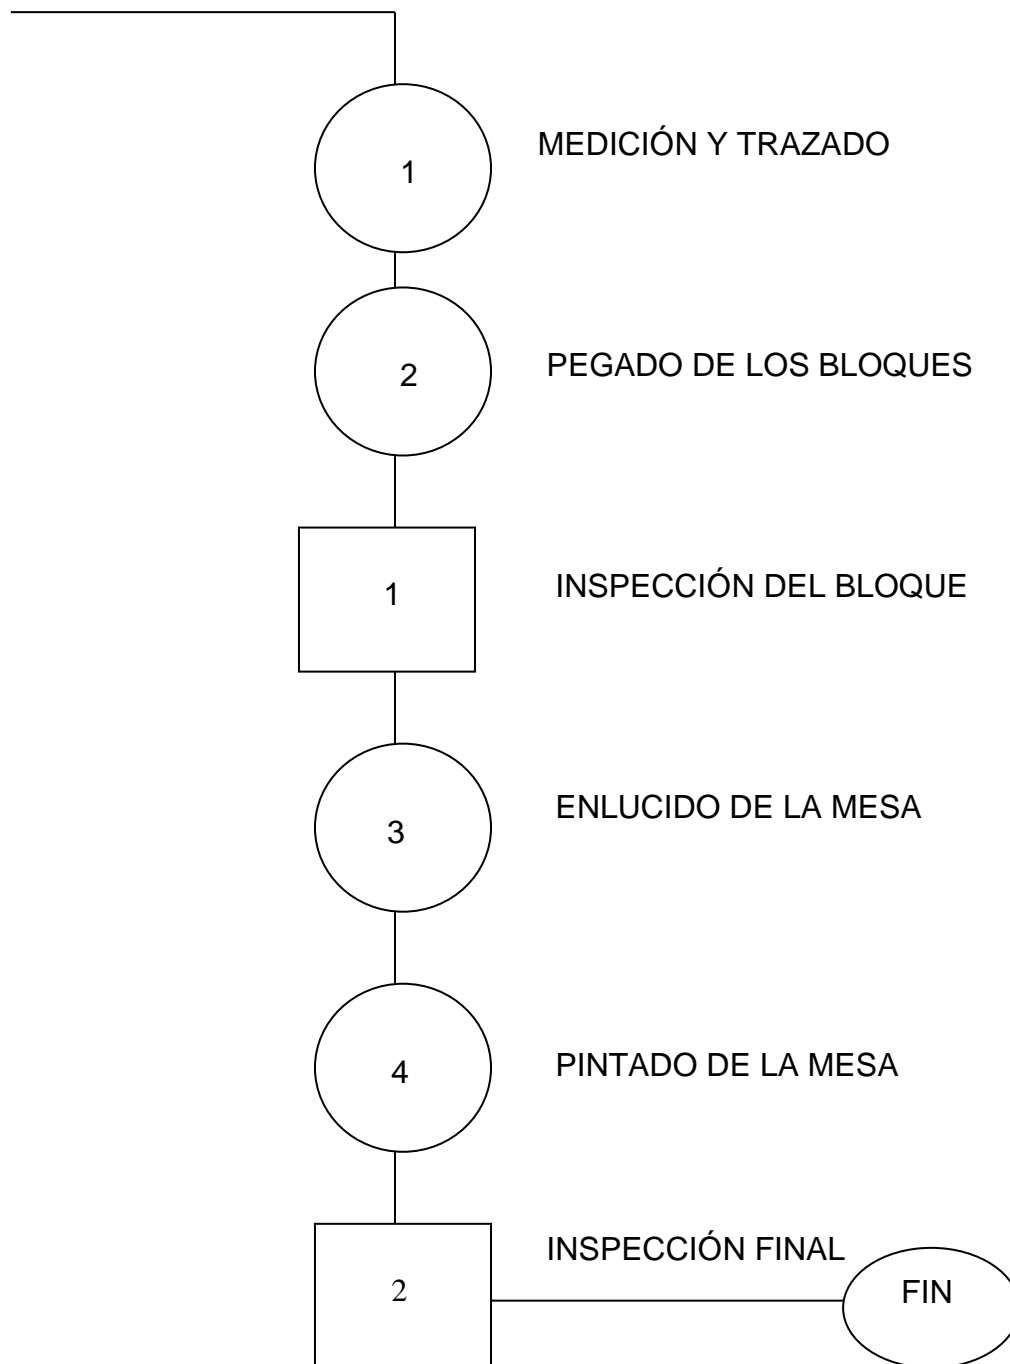 1
MEDICIÓN Y TRAZADO
2
PEGADO DE LOS BLOQUES
1
INSPECCIÓN DEL BLOQUE
3
ENLUCIDO DE LA MESA
4
PINTADO DE LA MESA
2
INSPECCIÓN FINAL
FIN